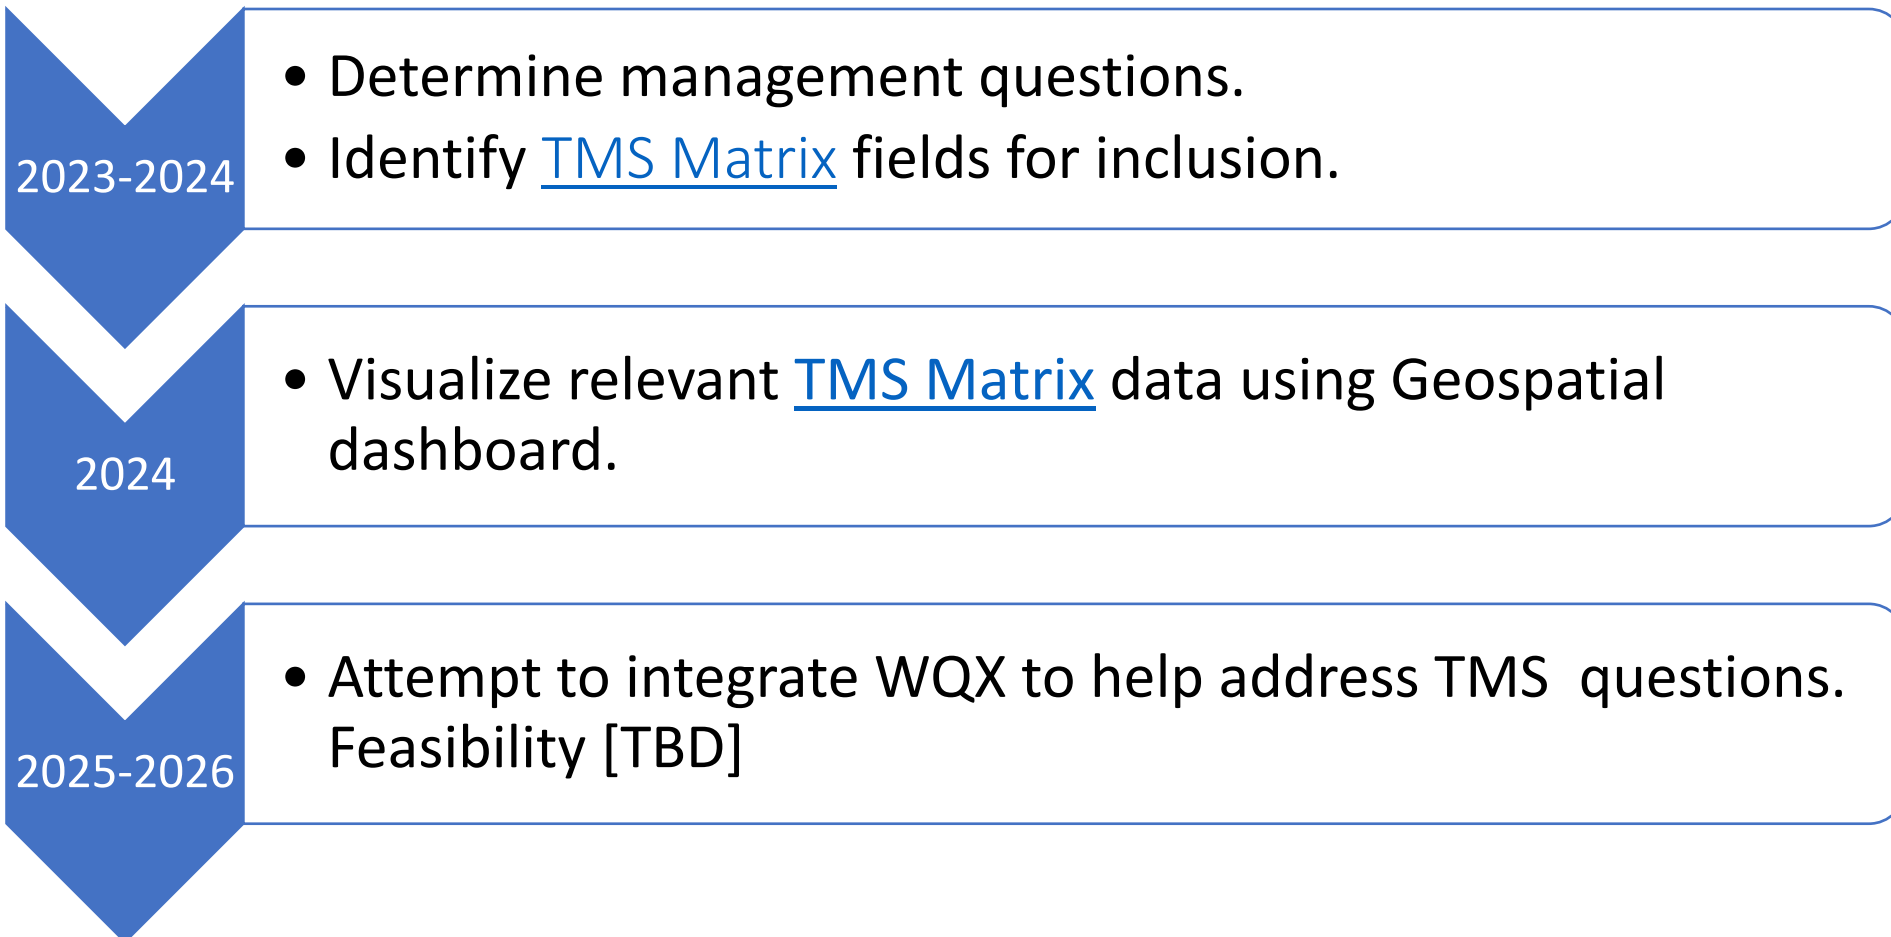 2023-2024
• Determine management questions.
• Identify TMS Matrix fields for inclusion.
2024
• Visualize relevant TMS Matrix data using Geospatial
dashboard.
2025-2026
• Attempt to integrate WQX to help address TMS  questions.
Feasibility [TBD]